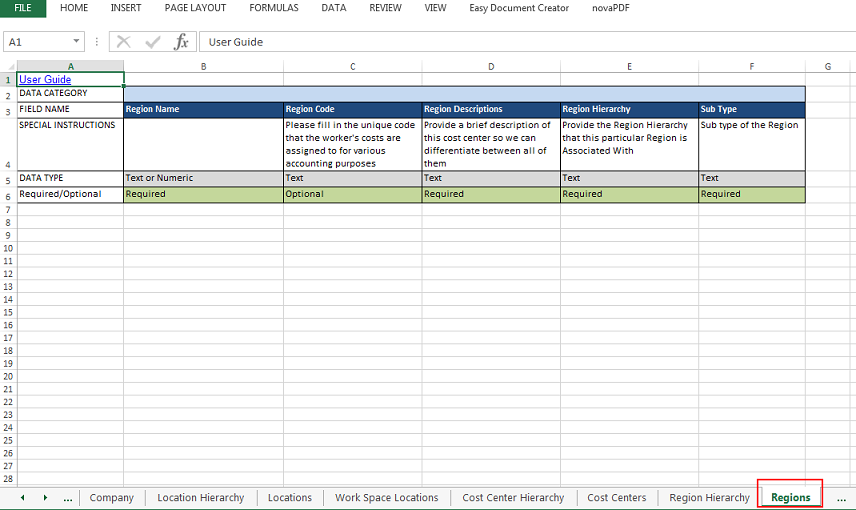 FILE HOME INSERT PAGE LAYOUT FORMULAS DATA REVIEW VIEW Easy Document Creator novaPDF
A1 fx User Guide
A B C D E F G
1 User Guide
2 DATA CATEGORY
3 FIELD NAME Region Name Region Code Region Descriptions Region Hierarchy Sub Type
SPECIAL INSTRUCTIONS Please fill in the unique code Provide a brief description of Provide the Region Hierarchy Sub type of the Region
that the worker's costs are this cost center so we can that this particular Region is
assigned to for various differentiate between all of Associated With
4 accounting purposes them
5 DATA TYPE Text or Numeric Text Text Text Text
6 Required/Optional Required Optional Required Required Required
7
8
9
10
11
12
13
14
15
16
17
18
19
20
21
22
23
24
25
26
27
28
... Company Location Hierarchy Locations Work Space Locations Cost Center Hierarchy Cost Centers Region Hierarchy Regions ...